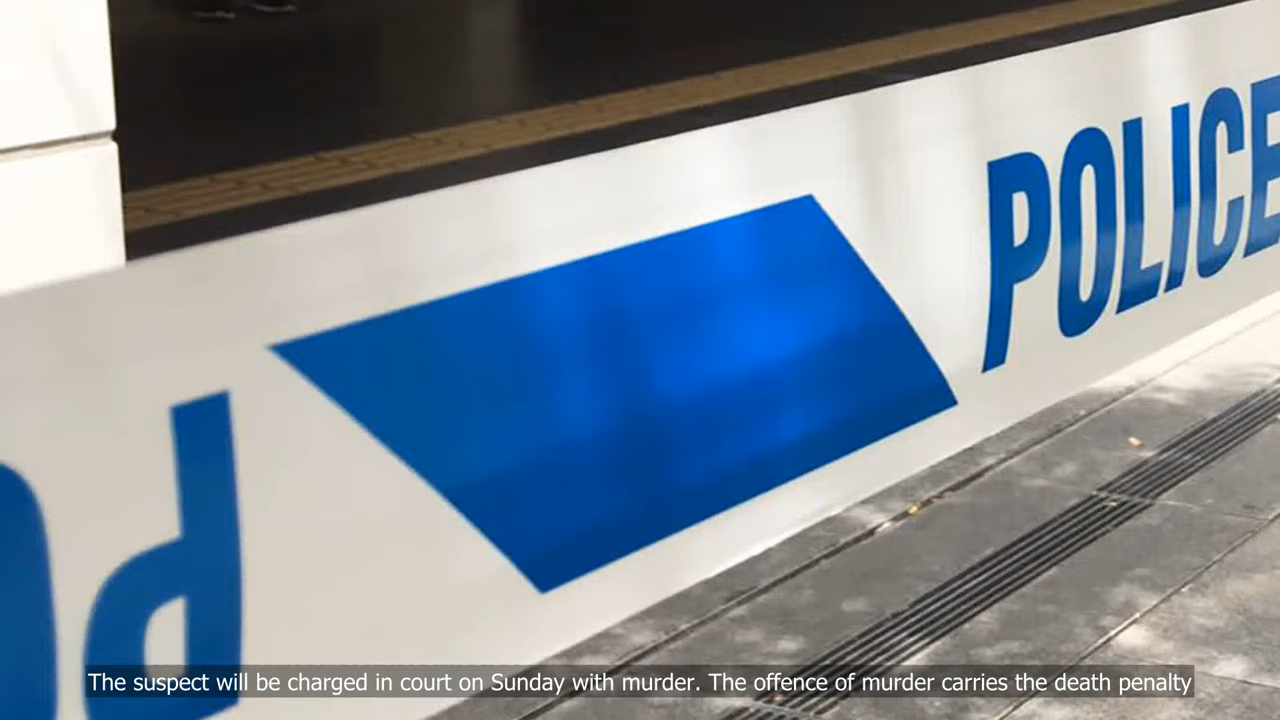 POLICE
The suspect will be charged in court on Sunday with murder. The offence of murder carries the death penalty